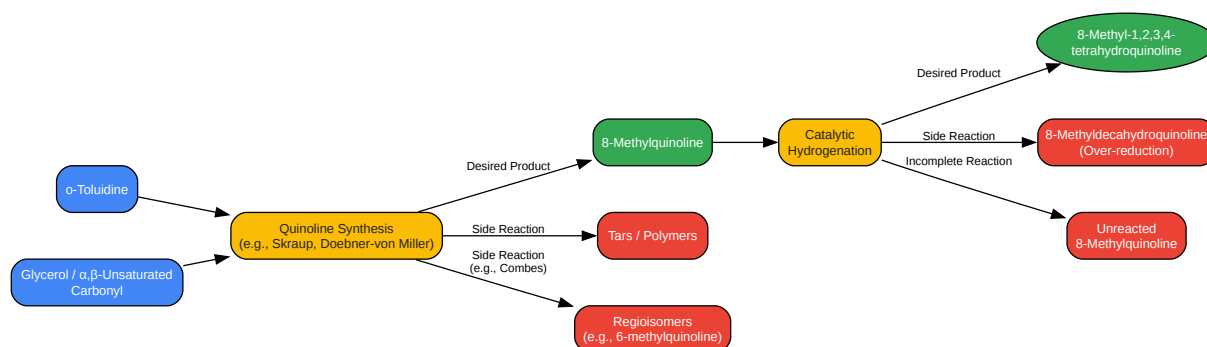 o-Toluidine
Glycerol / α,β-Unsaturated
Carbonyl
Quinoline Synthesis
(e.g., Skraup, Doebner-von Miller)
Desired Product
Side Reaction
Side Reaction
(e.g., Combes)
8-Methylquinoline
Tars / Polymers
Regioisomers
(e.g., 6-methylquinoline)
Catalytic
Hydrogenation
Desired Product
Side Reaction
Incomplete Reaction
8-Methyl-1,2,3,4-
tetrahydroquinoline
8-Methyldecahydroquinoline
(Over-reduction)
Unreacted
8-Methylquinoline